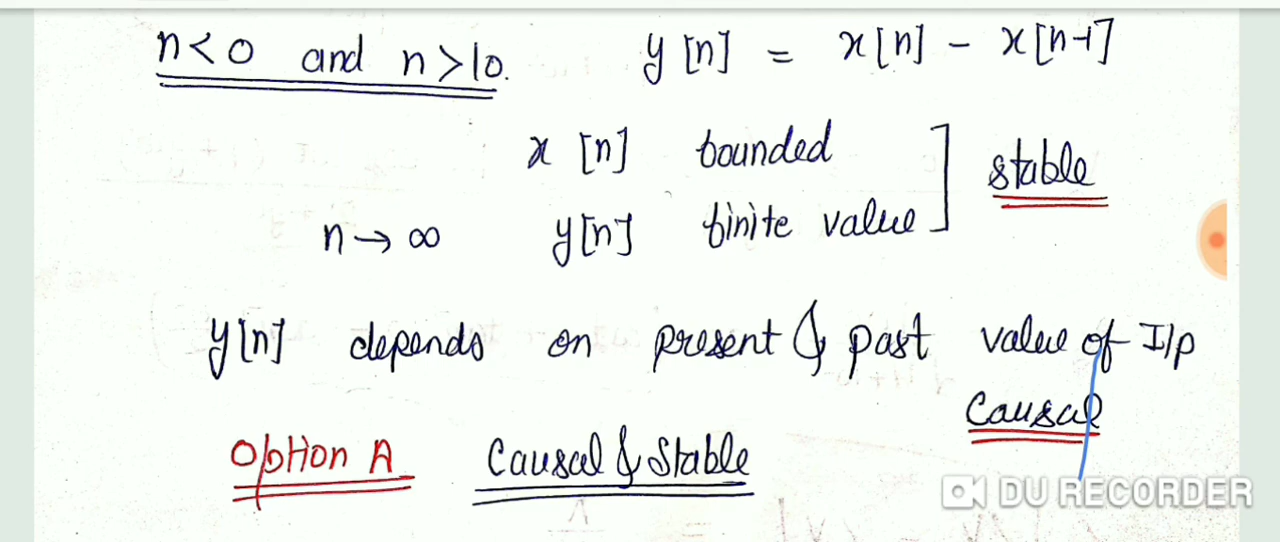 n<0 and n>10. y[n] = x[n] - x[n-1]
x [n] bounded
stable
n→∞ y[n] finite value
y[n] depends on present & past value of I/p
Causal
Option A Causal & Stable
DU RECORDER